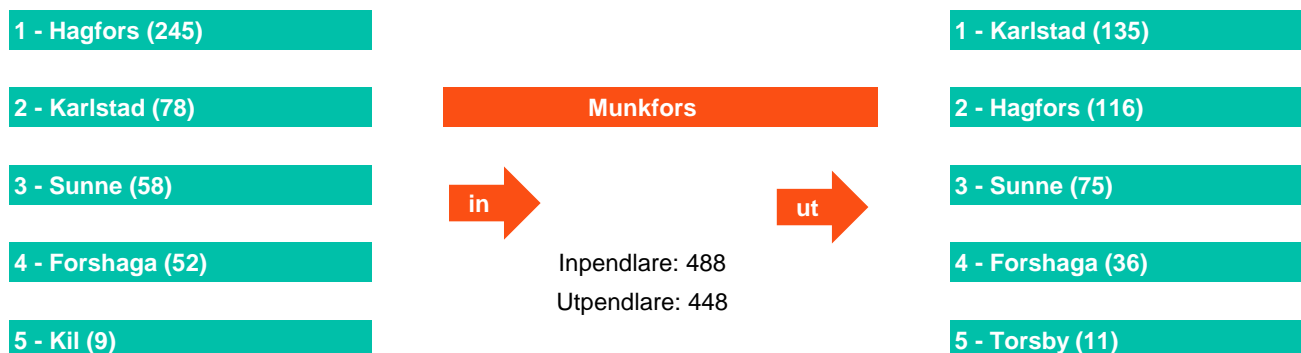 1 - Hagfors (245)
2 - Karlstad (78)
3 - Sunne (58)
4 - Forshaga (52)
5 - Kil (9)
Munkfors
in
ut
Inpendlare: 488
Utpendlare: 448
1 - Karlstad (135)
2 - Hagfors (116)
3 - Sunne (75)
4 - Forshaga (36)
5 - Torsby (11)